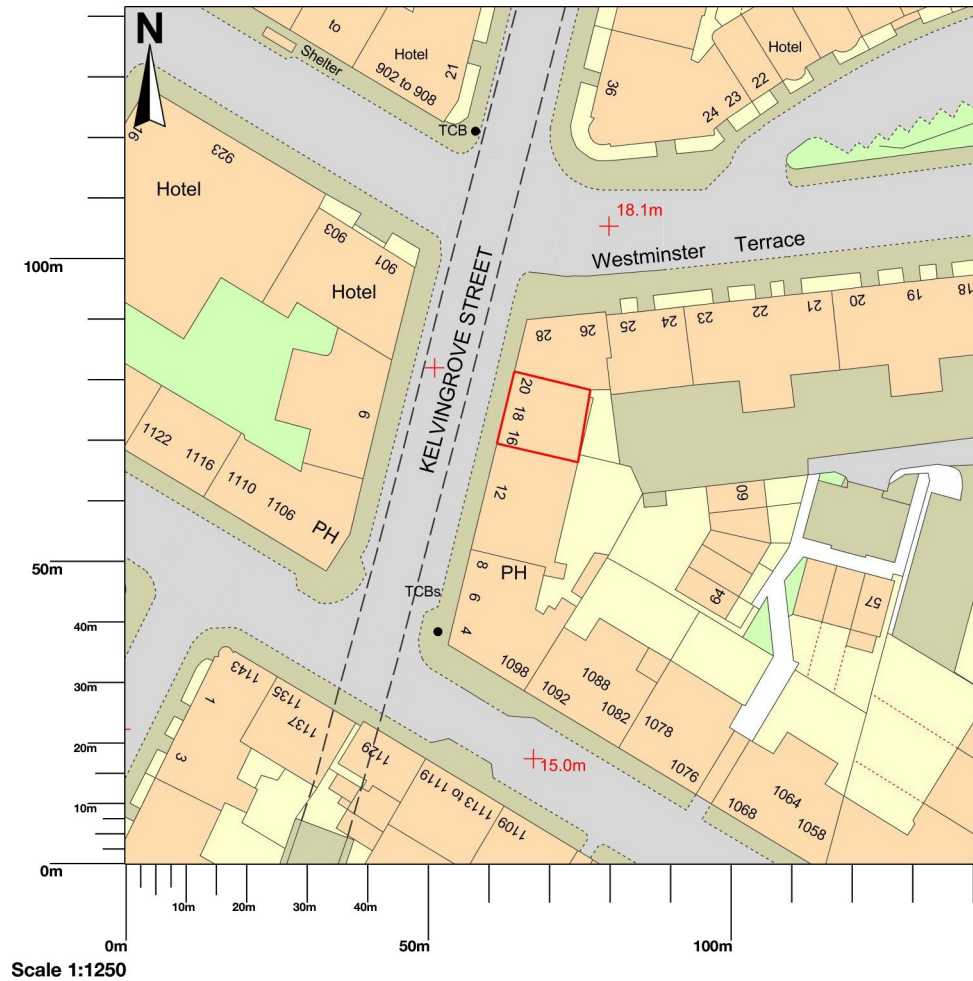 N
to
Hotel
902 to 908
21
Shelter
TCB
36
Hotel
24
23
22
16
923
Hotel
903
901
Hotel
18.1m
Westminster Terrace
100m
KELVINGROVE STREET
28
26
25
24
23
22
21
20
19
18
20
18
16
9
12
1122
1116
1110
1106
PH
8
PH
6
4
TCBs
60
64
57
50m
40m
30m
20m
10m
0m
1098
1092
1088
1082
1078
1076
1068
1064
1058
1143
1135
1137
1
3
1129
1119
1113 to 1119
1109
15.0m
10m
20m
30m
40m
0m
50m
100m
Scale 1:1250